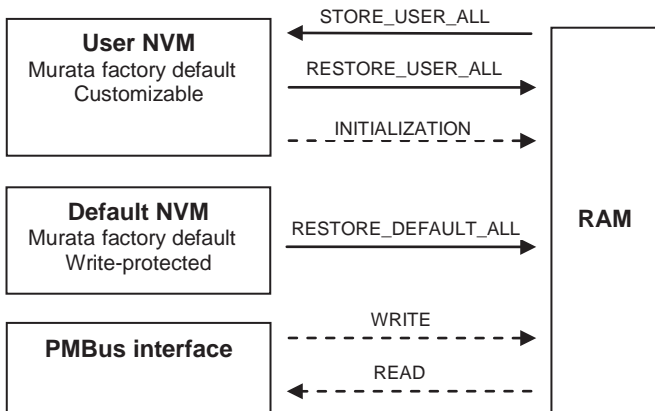 STORE_USER_ALL
User NVM
Murata factory default
Customizable
RESTORE_USER_ALL
INITIALIZATION
Default NVM
Murata factory default
Write-protected
RESTORE_DEFAULT_ALL
RAM
WRITE
PMBus interface
READ